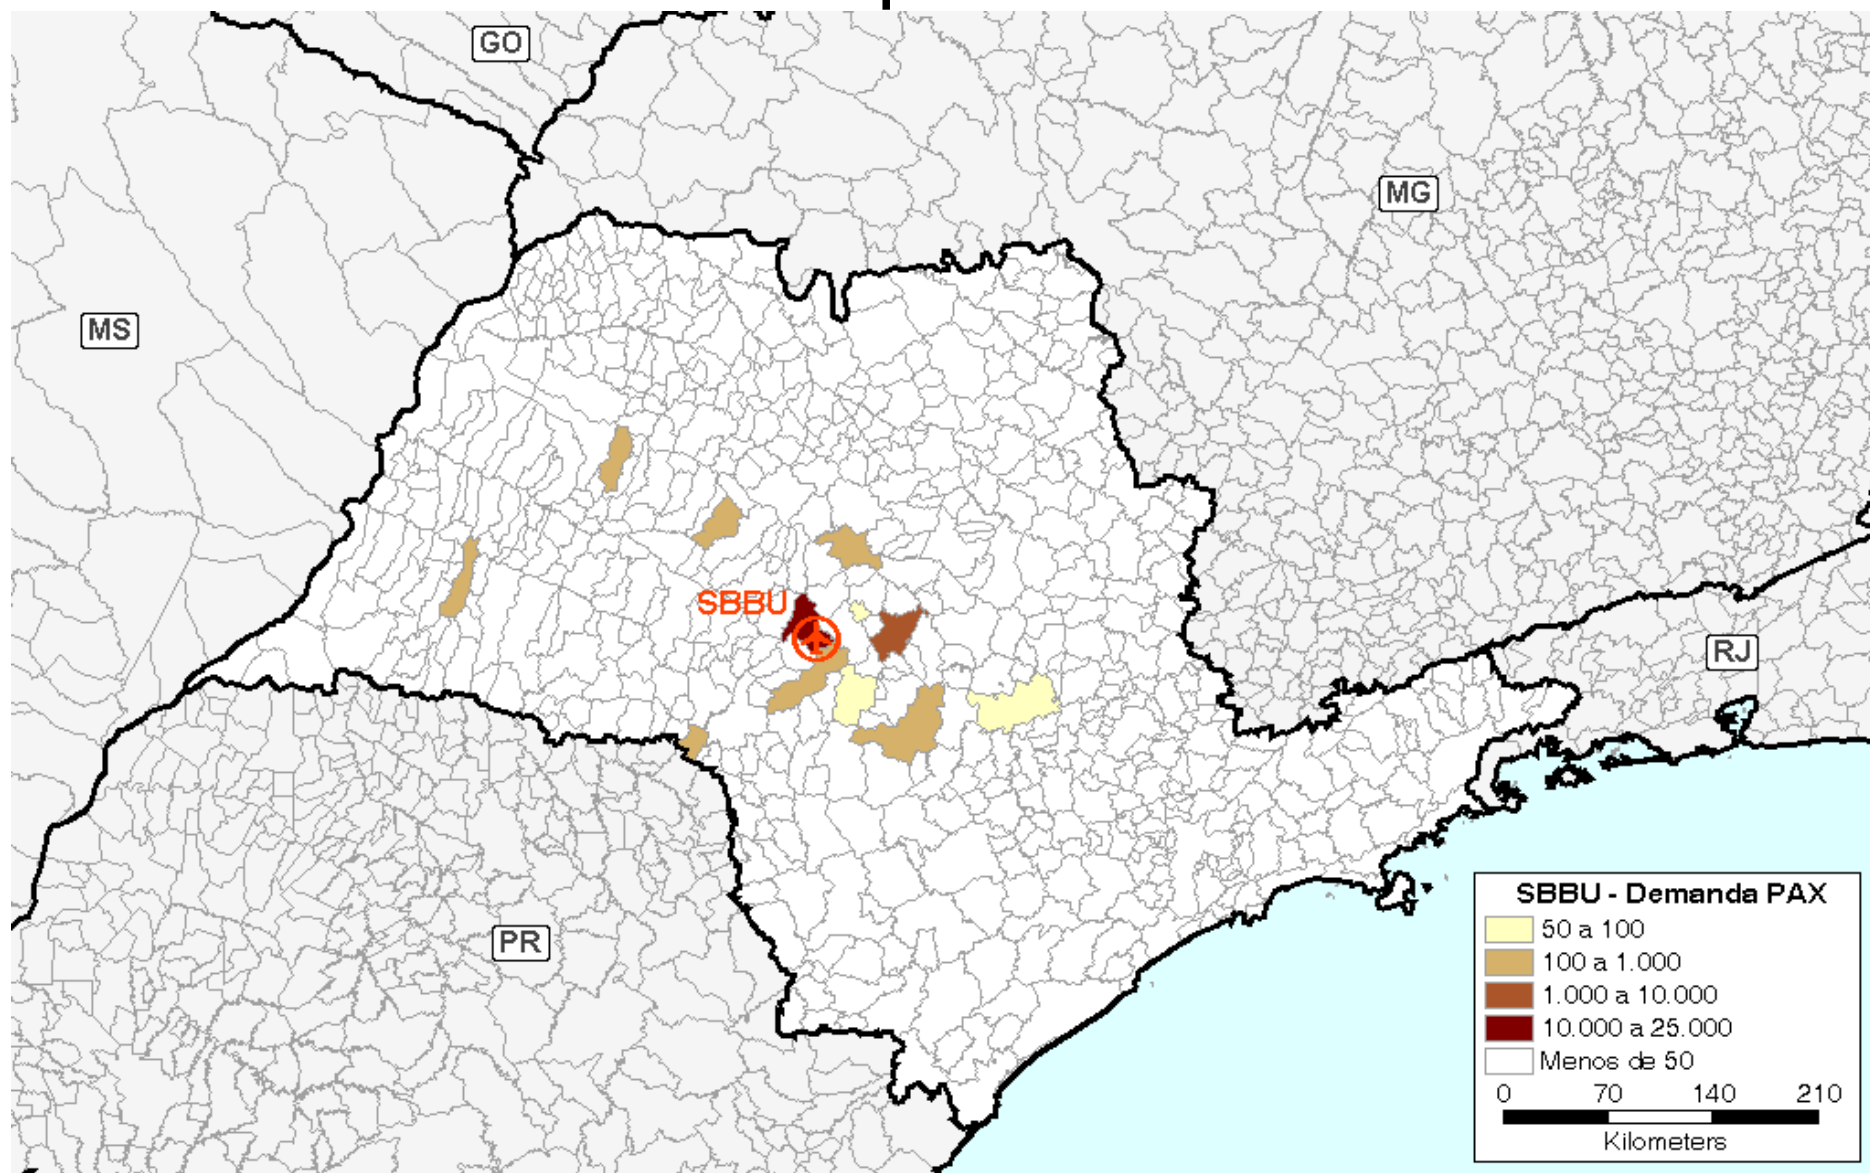 GO
MG
MS
SBBU
RJ
PR
SBBU - Demanda PAX
50 a 100
100 a 1.000
1.000 a 10.000
10.000 a 25.000
Menos de 50
0 70 140 210
Kilometers